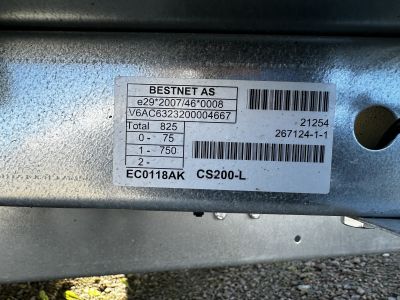 BESTNET AS
e29*2007/46*0008
V6AC6323200004667
Total 825
0- 75
1- 750
2-
21254
267124-1-1
EC0118AK CS200-L